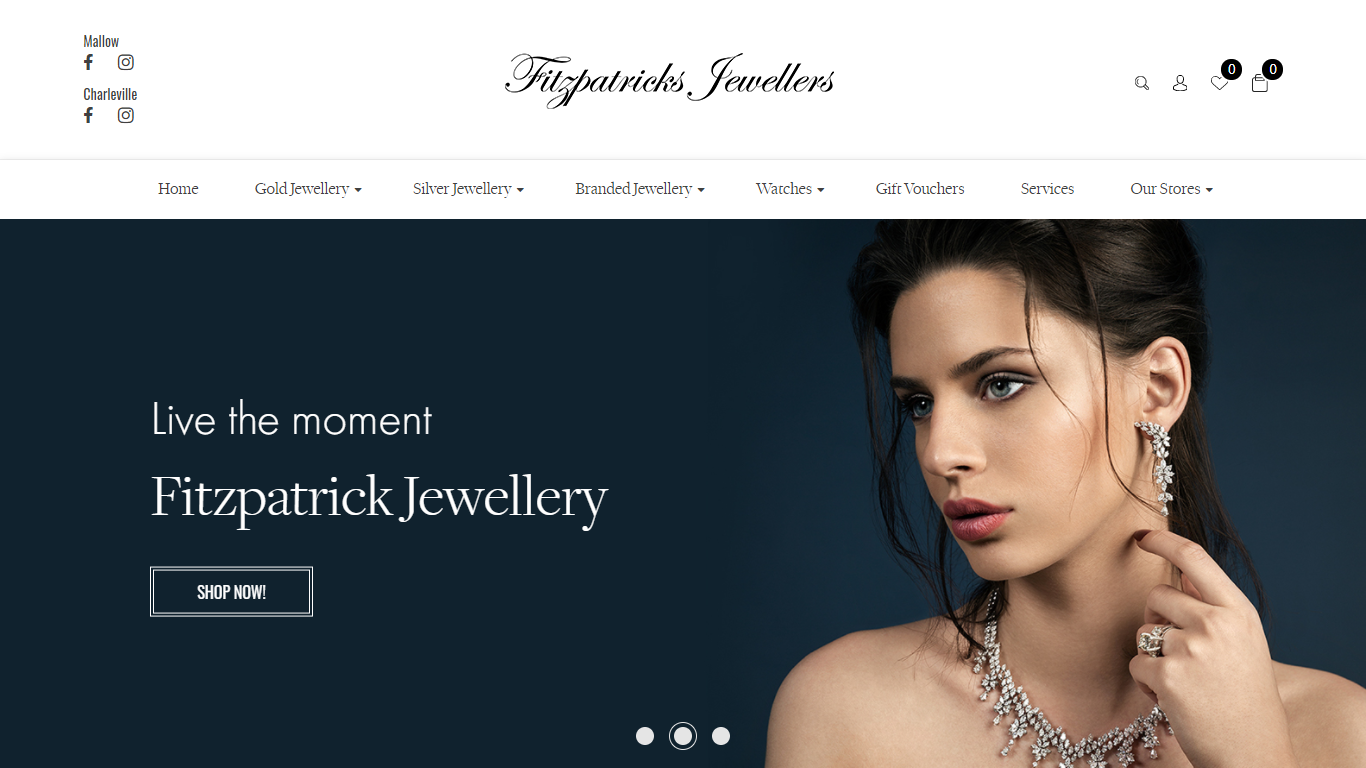 Mallow
Charleville
Fitzpatricks Jewellers
0
0
Home
Gold Jewellery
Silver Jewellery
Branded Jewellery
Watches
Gift Vouchers
Services
Our Stores
Live the moment
Fitzpatrick Jewellery
SHOP NOW!